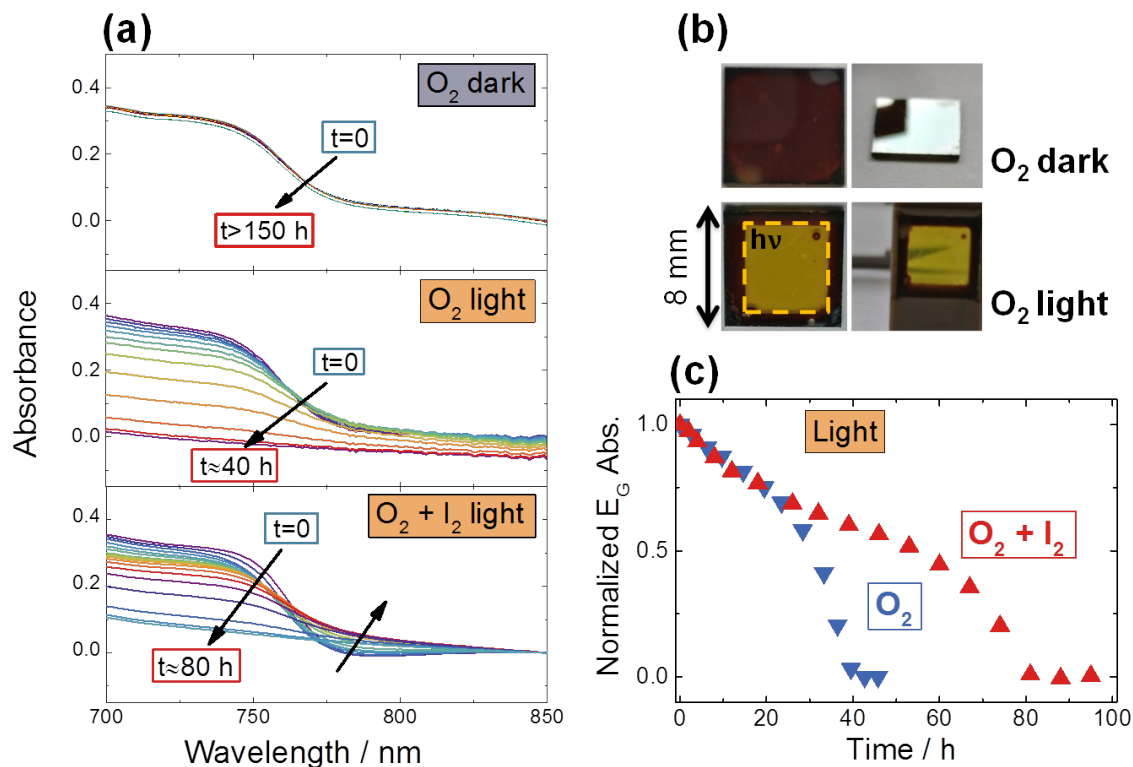 (a)
O₂ dark
t=0
t>150 h
0.4
0.2
0.0
O₂ light
t=0
t≈40 h
0.4
0.2
0.0
O₂ + I₂ light
t=0
t≈80 h
0.4
0.2
0.0
700 750 800 850
Absorbance
Wavelength / nm
(b)
O₂ dark
hν
8 mm
O₂ light
(c)
Light
O₂ + I₂
O₂
1.0
0.5
0.0
0 20 40 60 80 100
Normalized E_G Abs.
Time / h